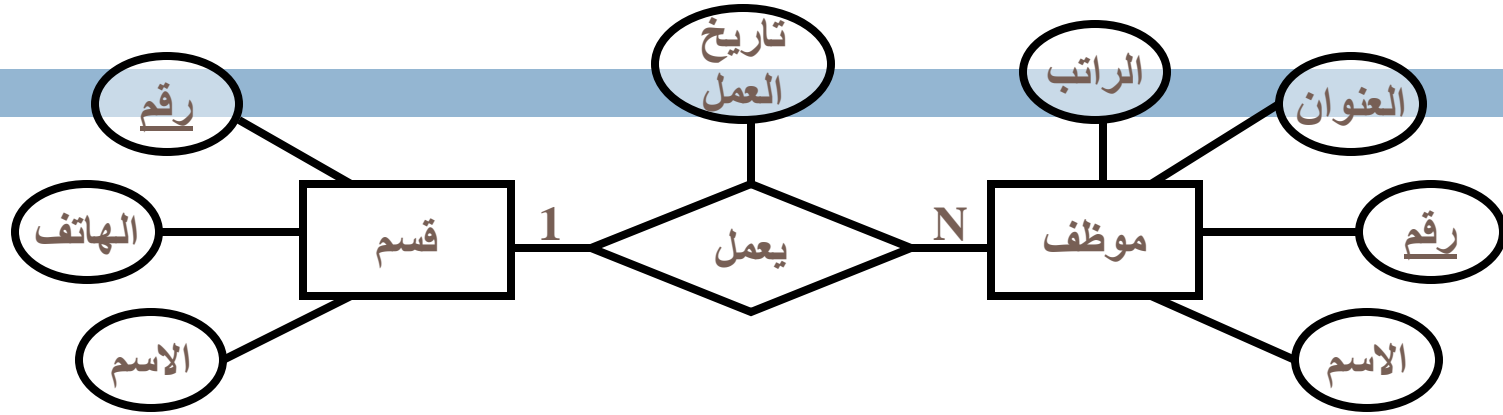 تاريخ
العمل
الراتب
العنوان
رقم
رقم
الهاتف
الاسم
قسم
1
يعمل
N
موظف
الاسم